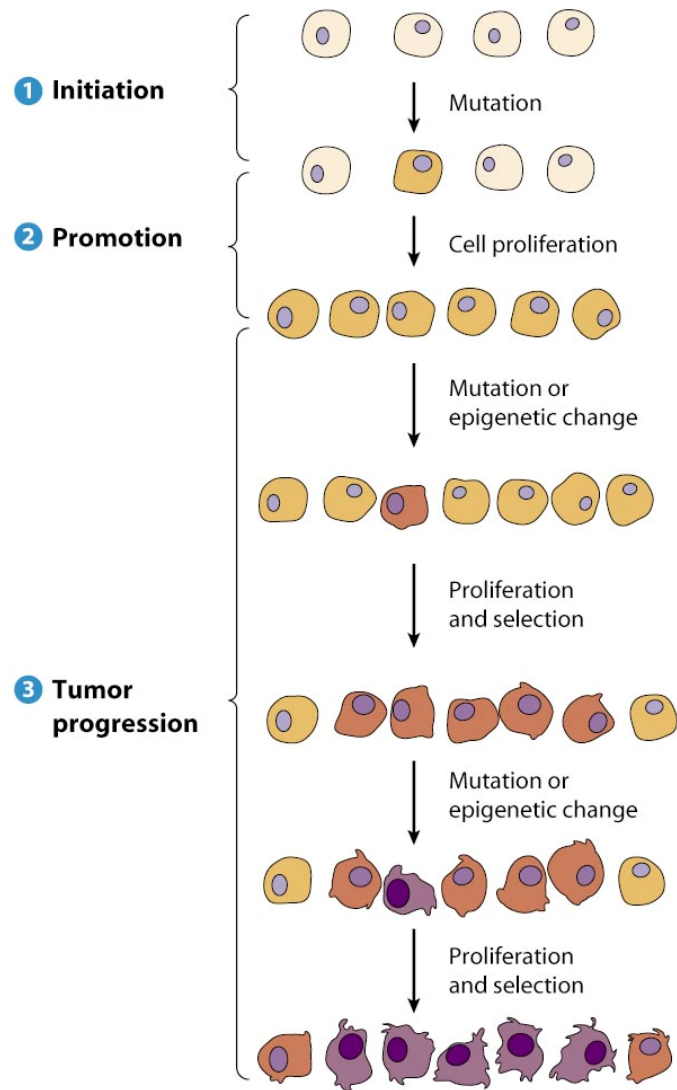 1 Initiation
Mutation
2 Promotion
Cell proliferation
Mutation or
epigenetic change
Proliferation
and selection
3 Tumor
progression
Mutation or
epigenetic change
Proliferation
and selection